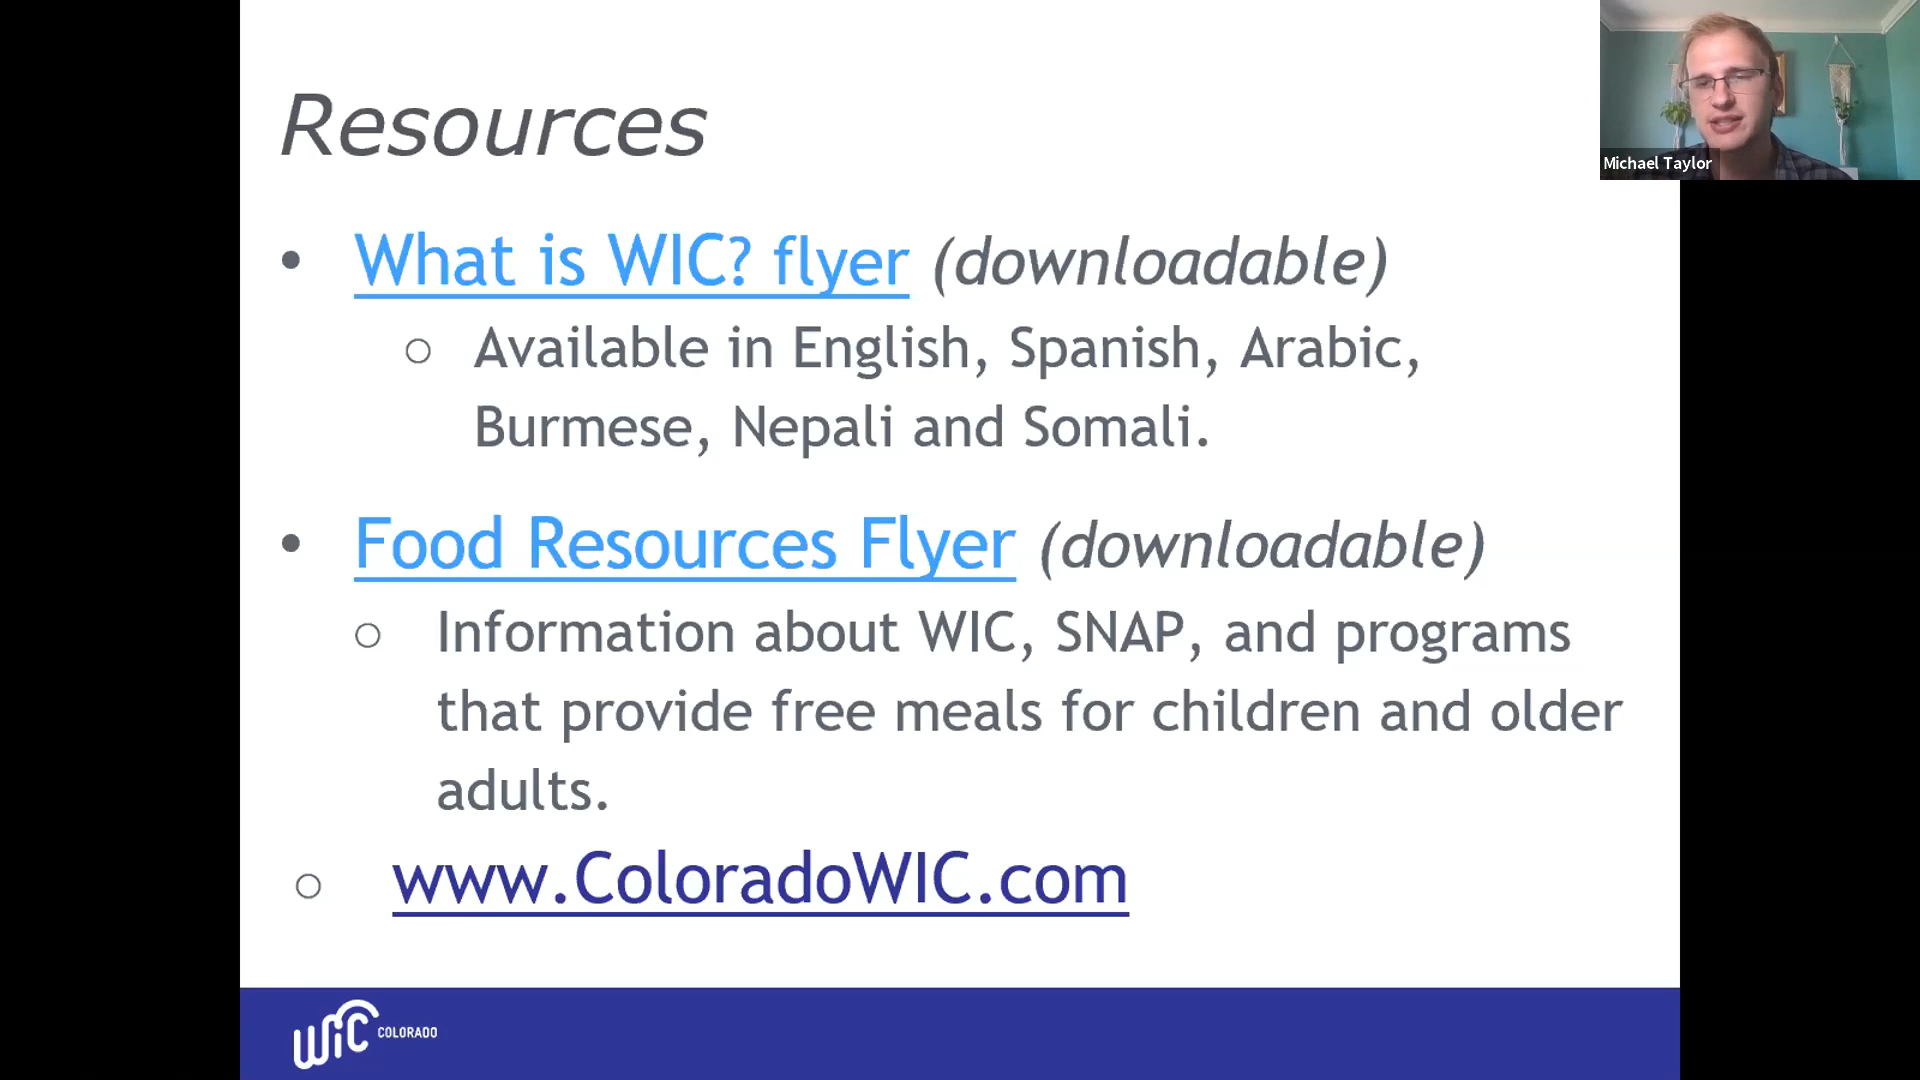 Resources
Michael Taylor
• What is WIC? flyer (downloadable)
○ Available in English, Spanish, Arabic,
Burmese, Nepali and Somali.
• Food Resources Flyer (downloadable)
○ Information about WIC, SNAP, and programs
that provide free meals for children and older
adults.
○ www.ColoradoWIC.com
WIC COLORADO